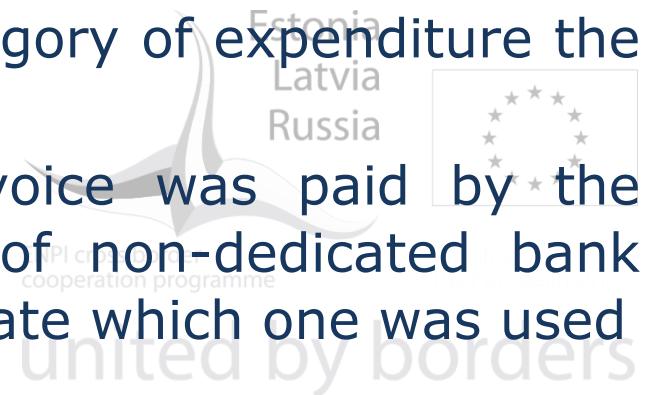 Estonia
gory of expenditure the
Latvia
Russia
voice was paid by the
of non-dedicated bank
cooperation programme
ate which one was used
united by borders